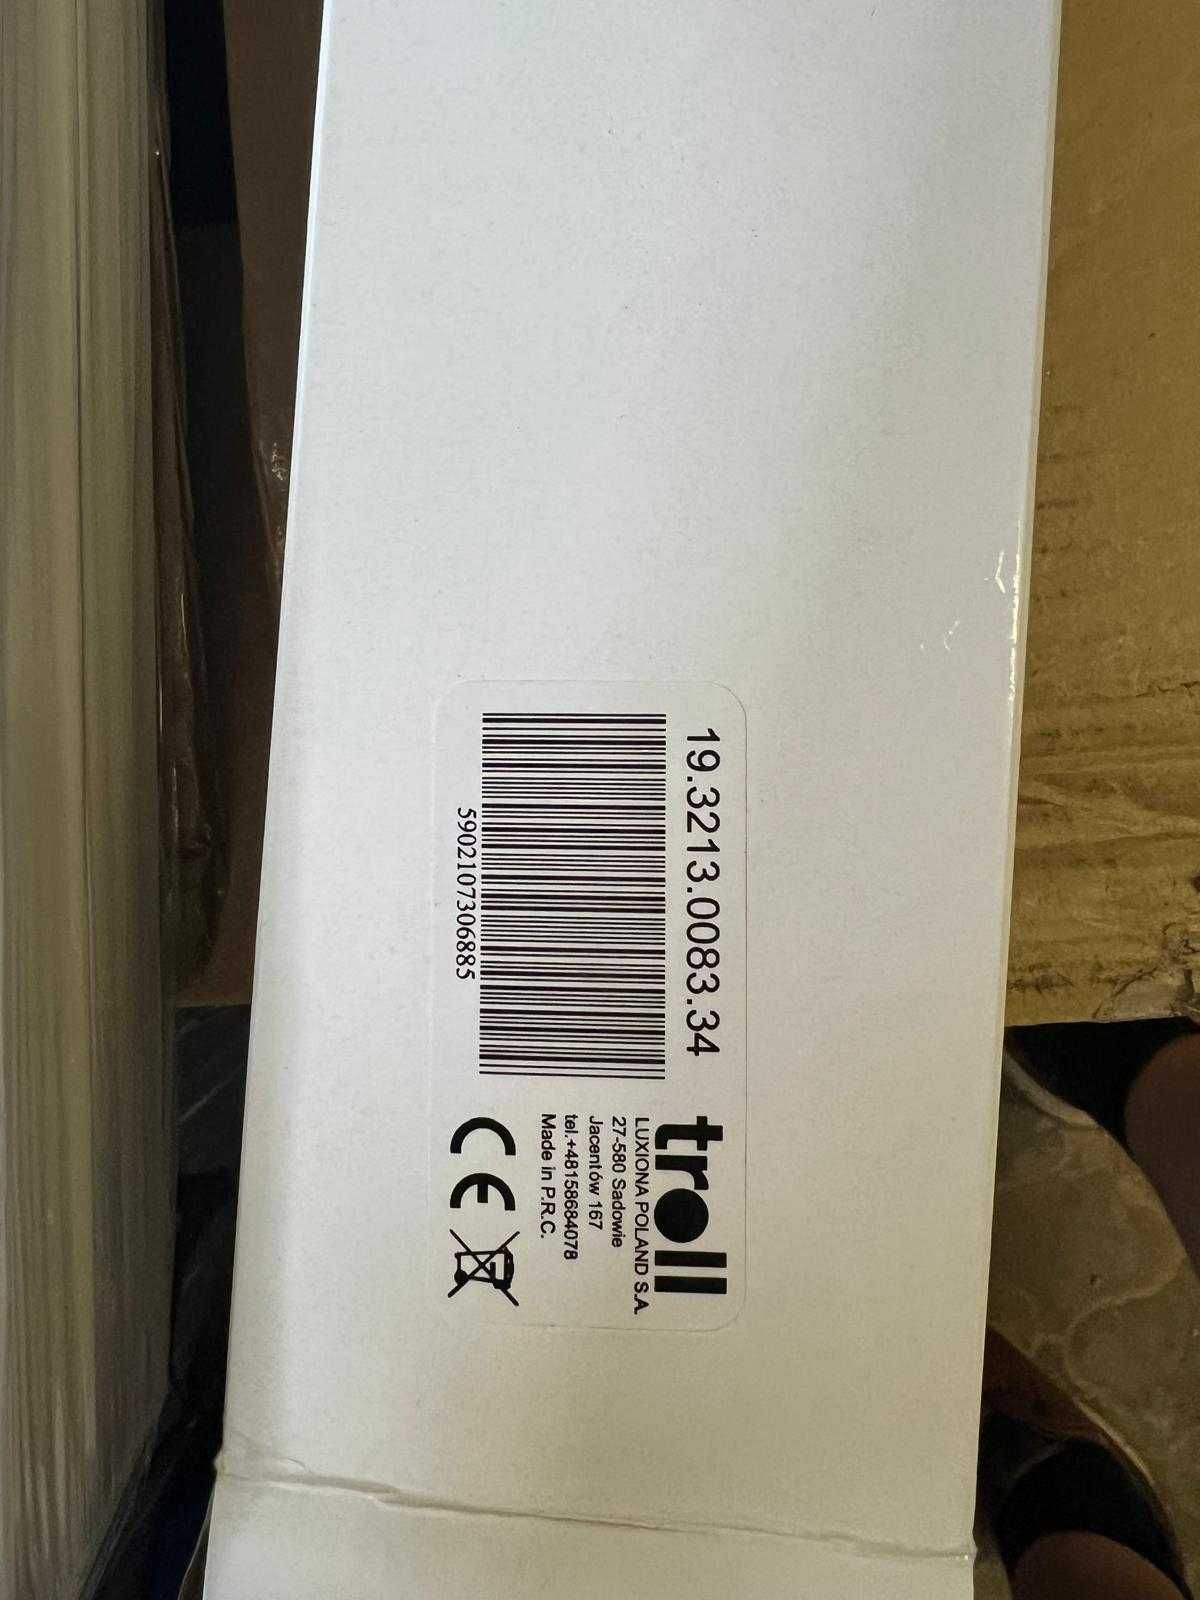 19.3213.0083.34
5902107306885
troll
LUXIONA POLAND S.A.
27-580 Sadowie
Jacentów 167
tel.+48158684078
Made in P.R.C.
CE